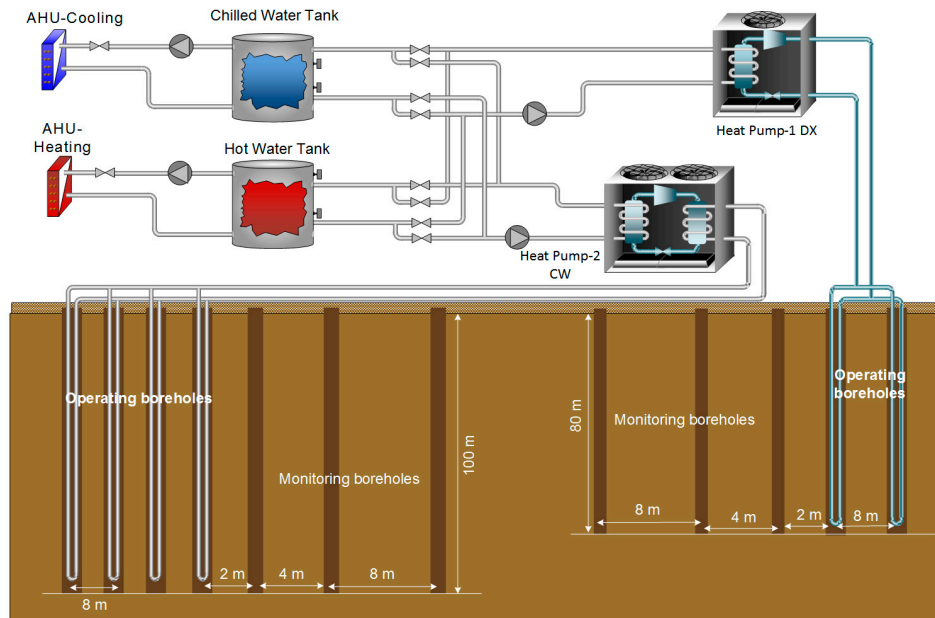 AHU-Cooling
Chilled Water Tank
AHU-
Heating
Hot Water Tank
Heat Pump-1 DX
Heat Pump-2
CW
Operating boreholes
Monitoring boreholes
100 m
2 m
4 m
8 m
8 m
80 m
Monitoring boreholes
Operating
boreholes
8 m
4 m
2 m
8 m